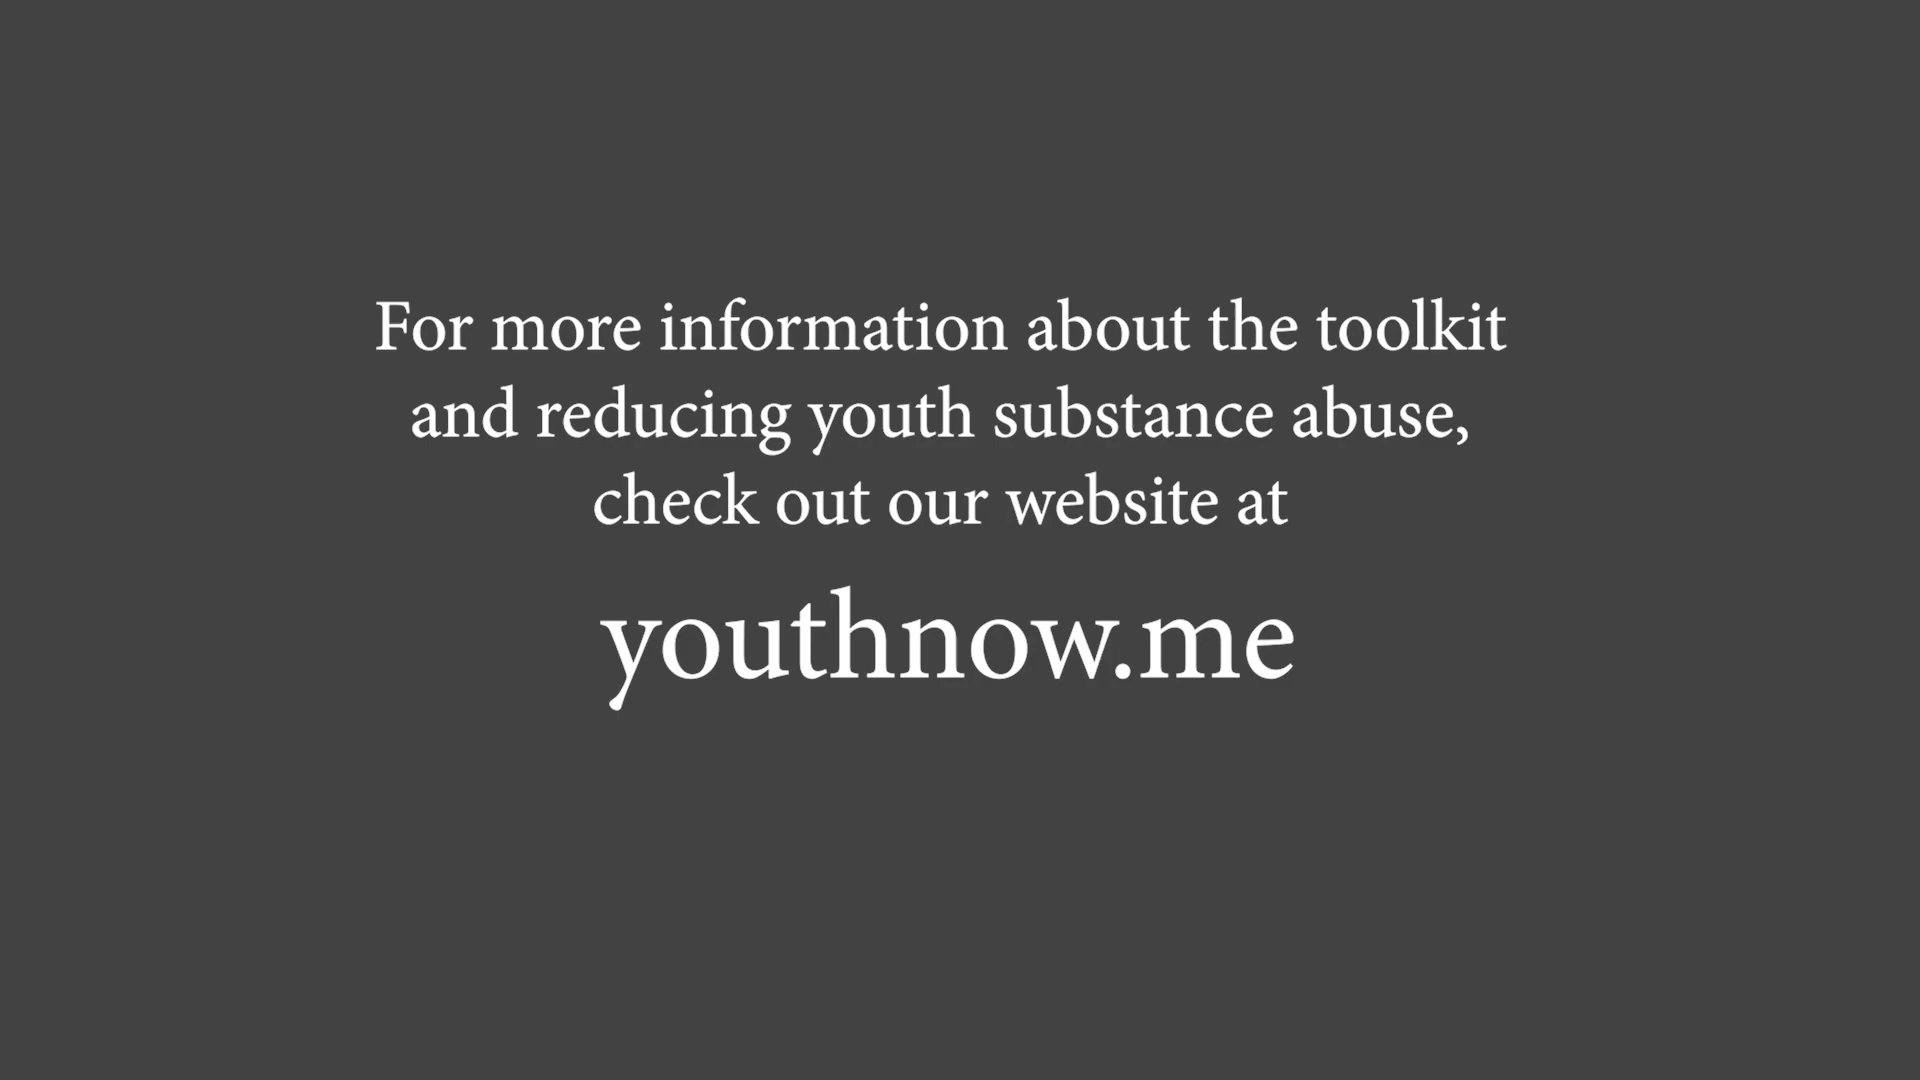 For more information about the toolkit
and reducing youth substance abuse,
check out our website at
youthnow.me